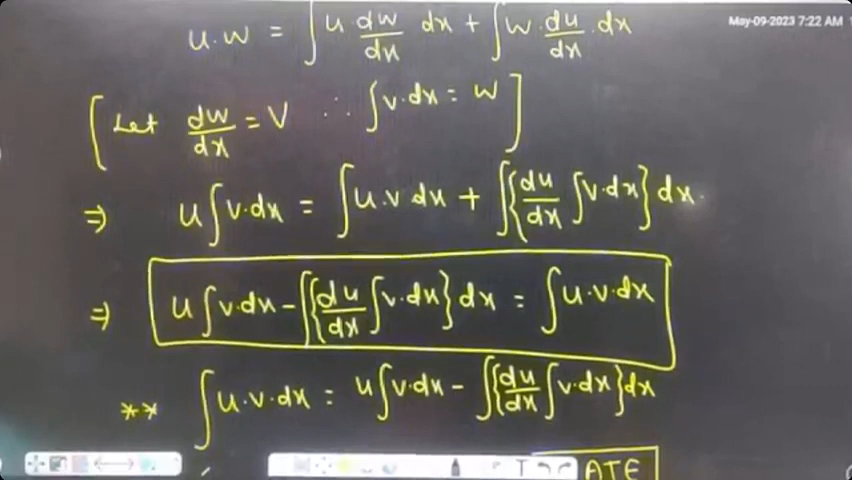 May-09-2023 7:22 AM
u.w = ∫ u dw/dx dx + ∫ w. du/dx .dx
[Let dw/dx = V ∴ ∫ v.dx = w]
⇒ u∫v.dx = ∫u.v dx + ∫{du/dx ∫v.dx} dx.
⇒ u∫v.dx - ∫{du/dx ∫v.dx} dx = ∫u.v.dx
** ∫u.v.dx = u∫v.dx - ∫{du/dx ∫v.dx}dx
ATE